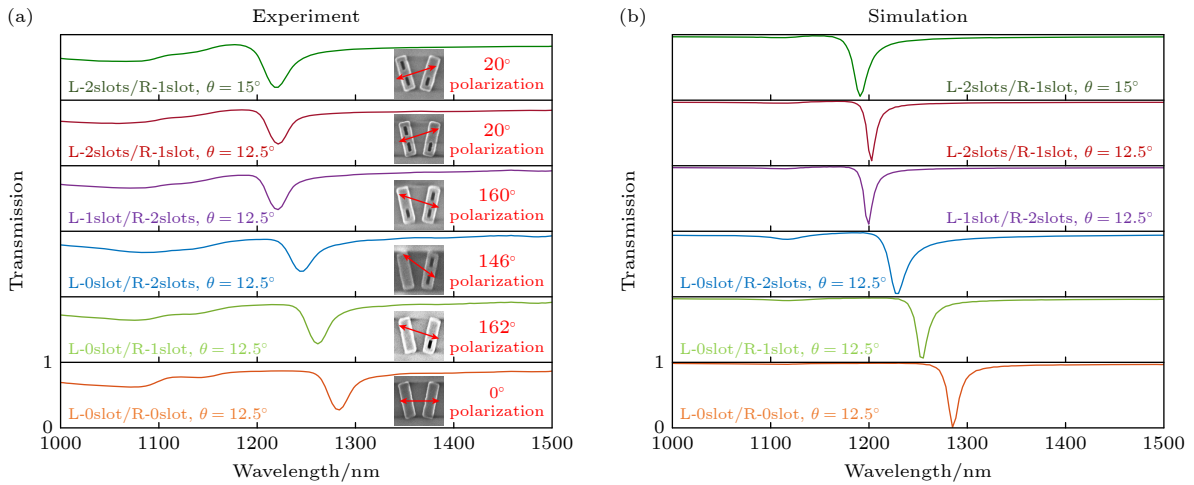 (a)
Experiment
L-2slots/R-1slot, θ = 15°
20°
polarization
L-2slots/R-1slot, θ = 12.5°
20°
polarization
L-1slot/R-2slots, θ = 12.5°
160°
polarization
L-0slot/R-2slots, θ = 12.5°
146°
polarization
L-0slot/R-1slot, θ = 12.5°
162°
polarization
L-0slot/R-0slot, θ = 12.5°
0°
polarization
Transmission
1
0
1000 1100 1200 1300 1400 1500
Wavelength/nm
(b)
Simulation
L-2slots/R-1slot, θ = 15°
L-2slots/R-1slot, θ = 12.5°
L-1slot/R-2slots, θ = 12.5°
L-0slot/R-2slots, θ = 12.5°
L-0slot/R-1slot, θ = 12.5°
L-0slot/R-0slot, θ = 12.5°
Transmission
1
0
1000 1100 1200 1300 1400 1500
Wavelength/nm